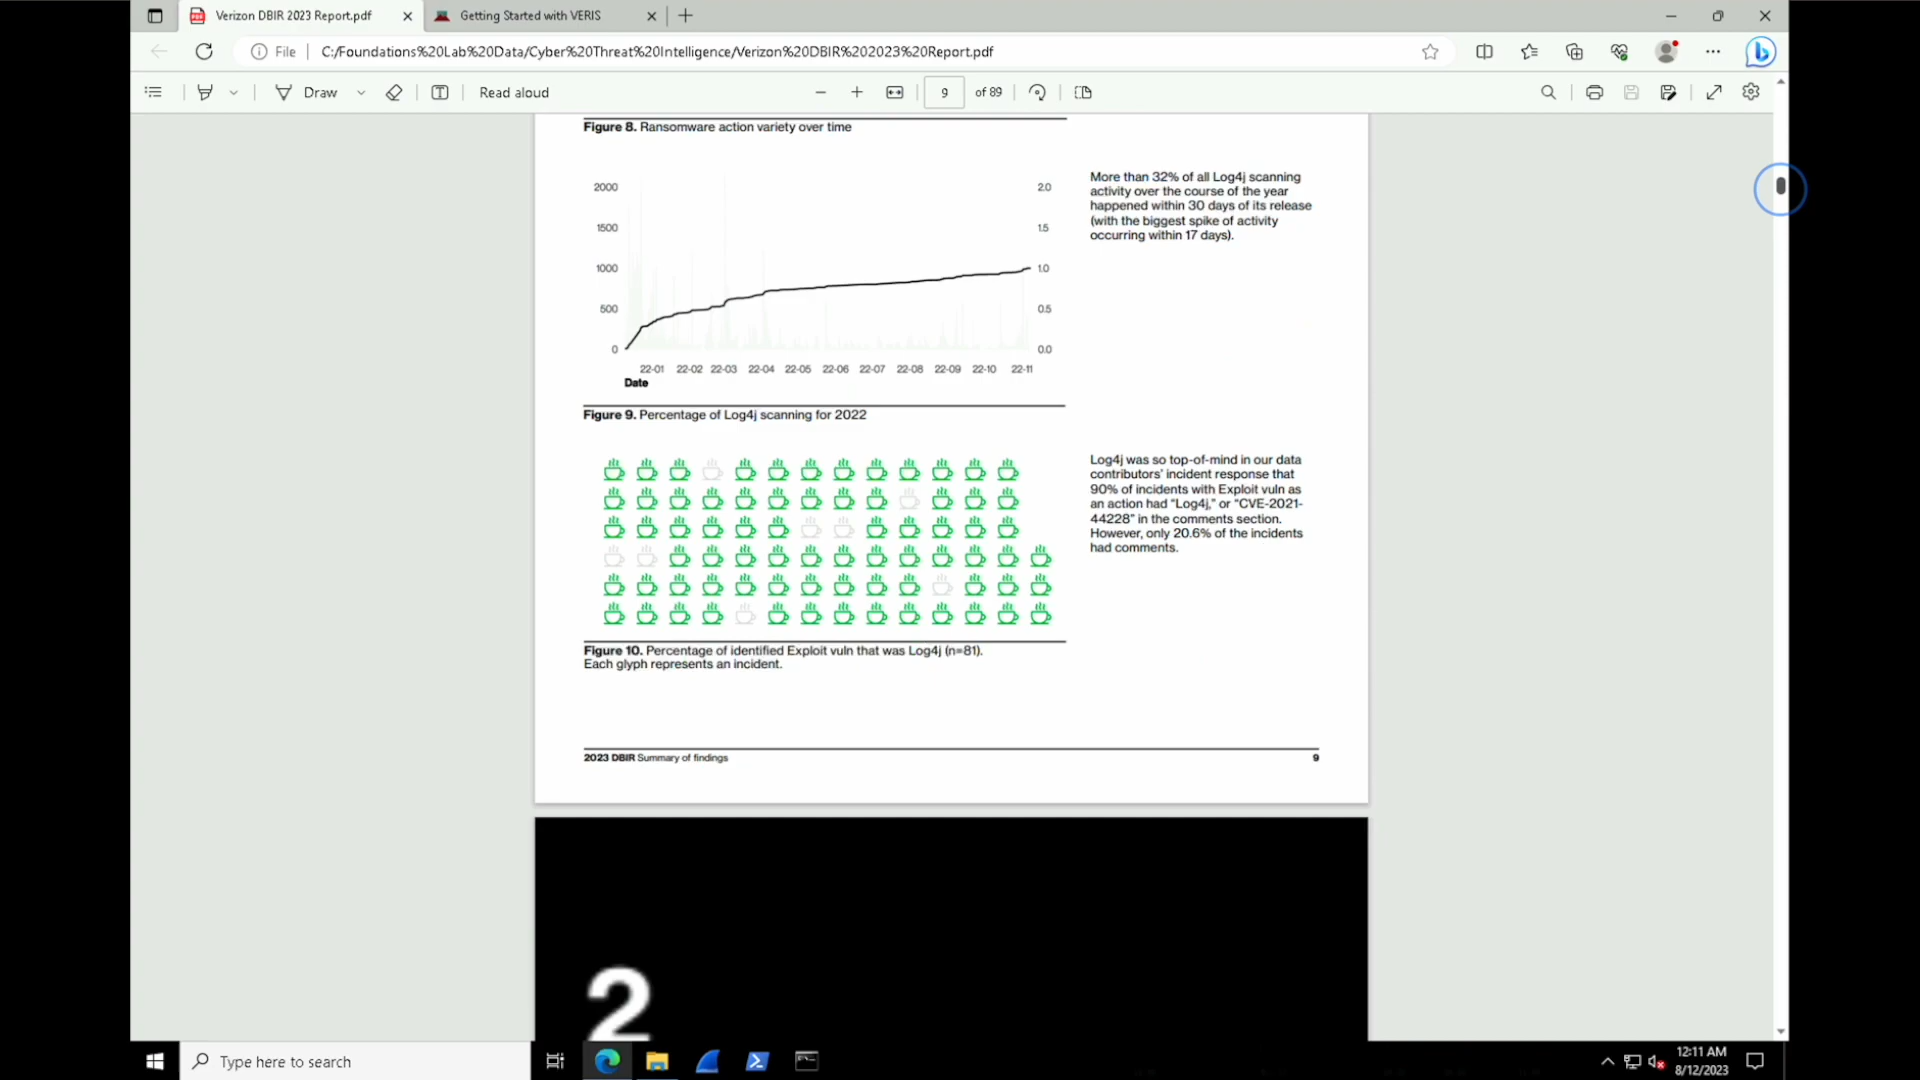 Verizon DBIR 2023 Report.pdf
Getting Started with VERIS
File
C:/Foundations%20Lab%20Data/Cyber%20Threat%20Intelligence/Verizon%20DBIR%202023%20Report.pdf
Draw
Read aloud
9
of 89
Figure 8. Ransomware action variety over time
2000
1500
1000
500
0
2.0
1.5
1.0
0.5
0.0
22-01 22-02 22-03 22-04 22-05 22-06 22-07 22-08 22-09 22-10 22-11
Date
More than 32% of all Log4j scanning
activity over the course of the year
happened within 30 days of its release
(with the biggest spike of activity
occurring within 17 days).
Figure 9. Percentage of Log4j scanning for 2022
Log4j was so top-of-mind in our data
contributors' incident response that
90% of incidents with Exploit vuln as
an action had "Log4j," or "CVE-2021-
44228" in the comments section.
However, only 20.6% of the incidents
had comments.
Figure 10. Percentage of identified Exploit vuln that was Log4j (n=81).
Each glyph represents an incident.
2023 DBIR Summary of findings
9
2
Type here to search
12:11 AM
8/12/2023